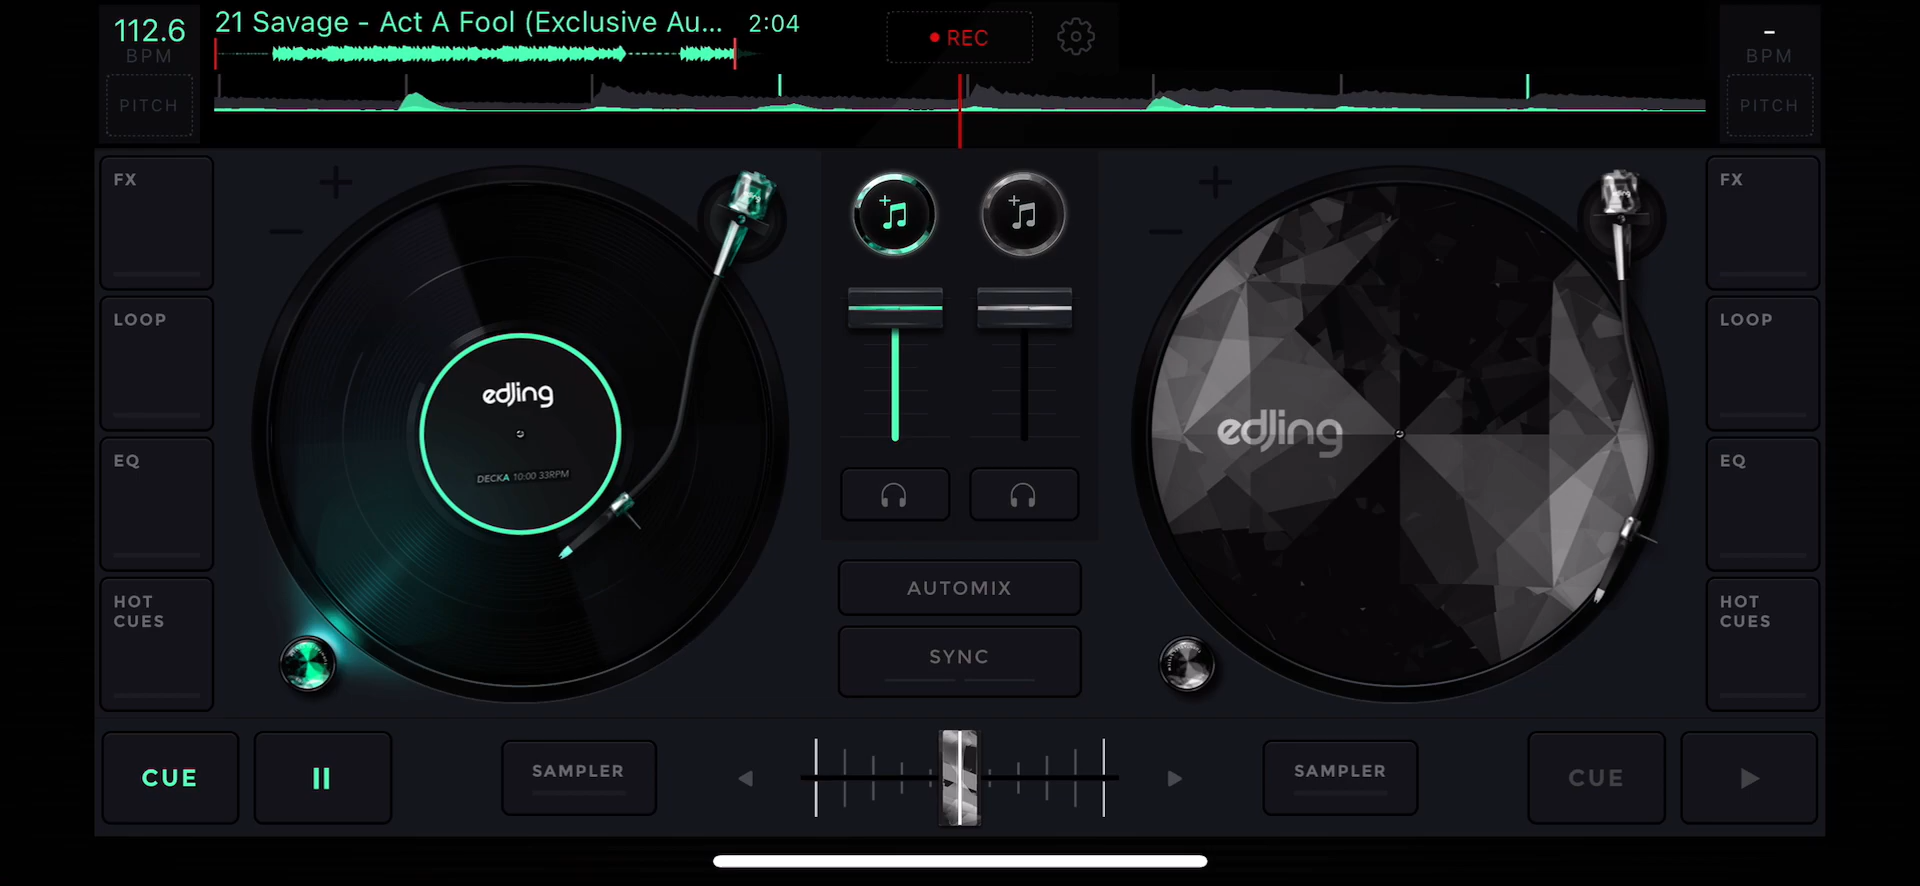 112.6
BPM
PITCH
21 Savage - Act A Fool (Exclusive Au...
2:04
REC
-
BPM
PITCH
FX
LOOP
EQ
HOT
CUES
edjing
DECKA 10:00 33RPM
AUTOMIX
SYNC
edjing
FX
LOOP
EQ
HOT
CUES
CUE
SAMPLER
SAMPLER
CUE